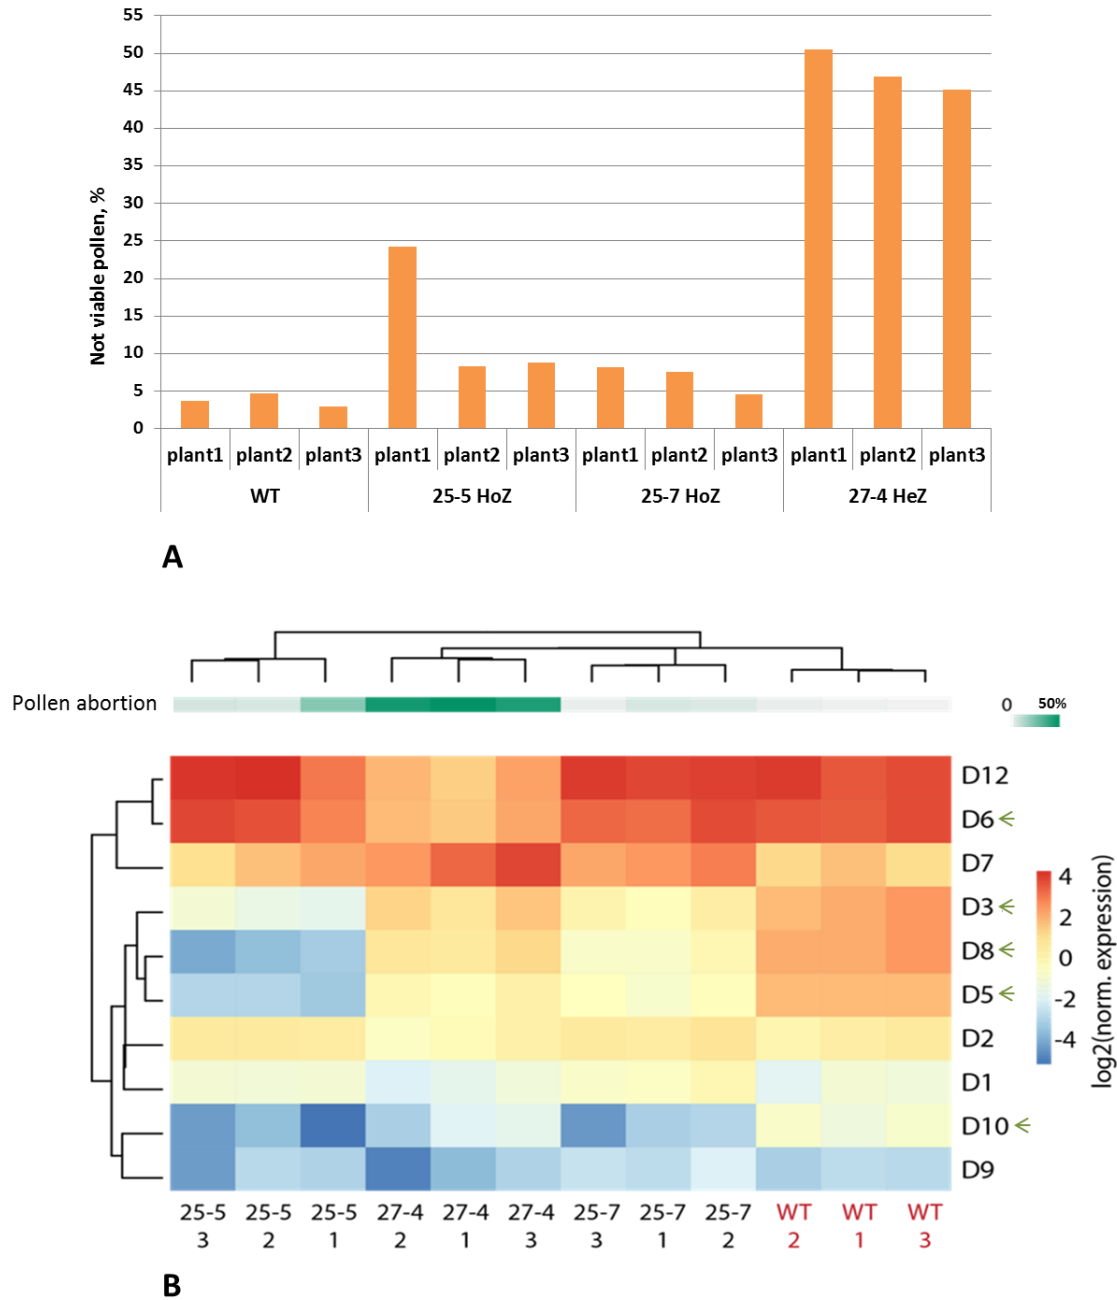 Not viable pollen, %
55
50
45
40
35
30
25
20
15
10
5
0
plant1 plant2 plant3 plant1 plant2 plant3 plant1 plant2 plant3 plant1 plant2 plant3
WT 25-5 HoZ 25-7 HoZ 27-4 HeZ
A
Pollen abortion
0 50%
D12
D6
D7
D3
D8
D5
D2
D1
D10
D9
4
2
0
-2
-4
log2(norm. expression)
25-5 25-5 25-5 27-4 27-4 27-4 25-7 25-7 25-7 WT WT WT
3 2 1 2 1 3 3 1 2 2 1 3
B